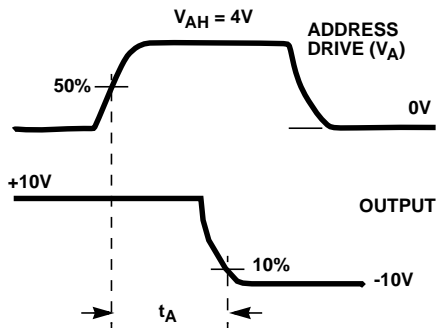 V_AH = 4V
ADDRESS
DRIVE (V_A)
50%
0V
+10V
OUTPUT
10%
-10V
t_A